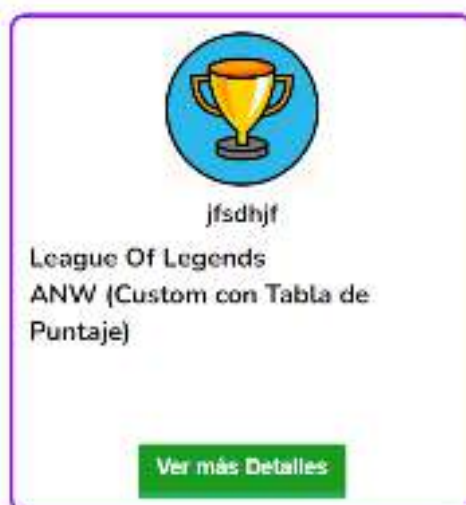 jfsdhjf
League Of Legends
ANW (Custom con Tabla de
Puntaje)
Ver más Detalles